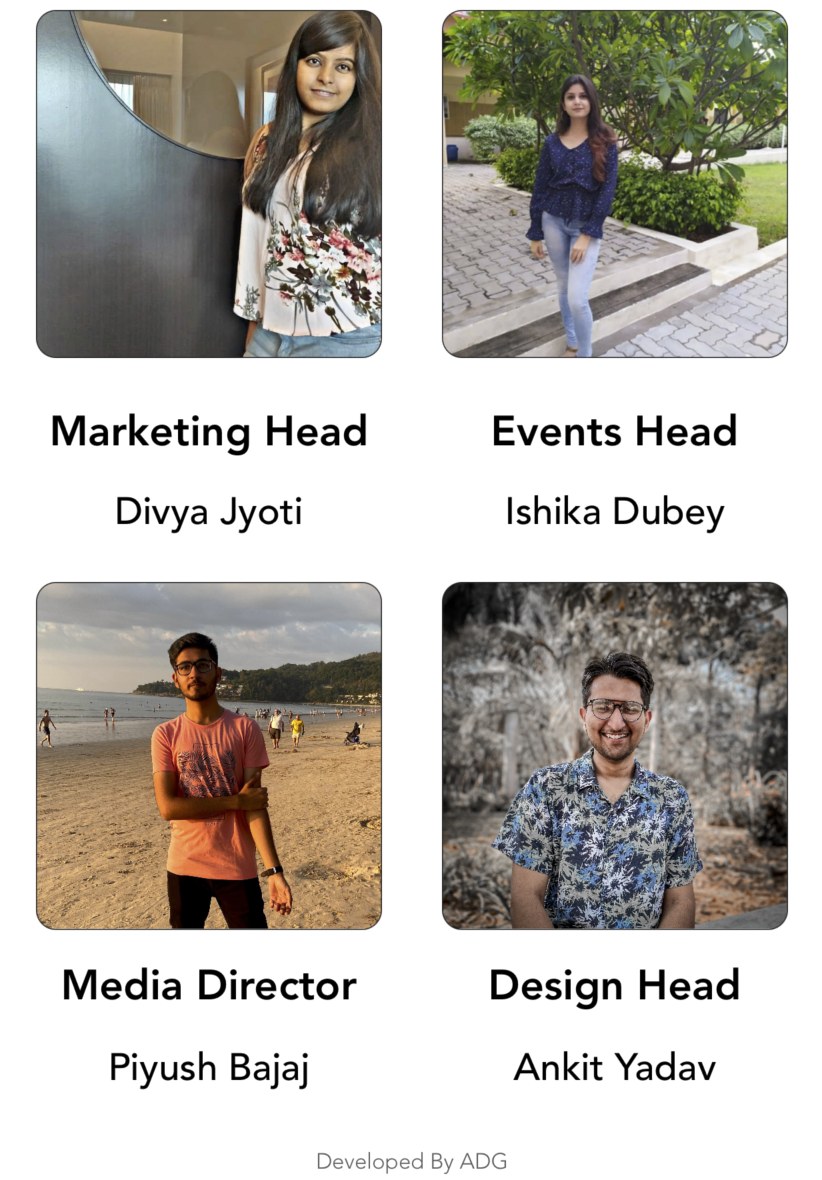 Marketing Head
Events Head
Divya Jyoti
Ishika Dubey
Media Director
Design Head
Piyush Bajaj
Ankit Yadav
Developed By ADG